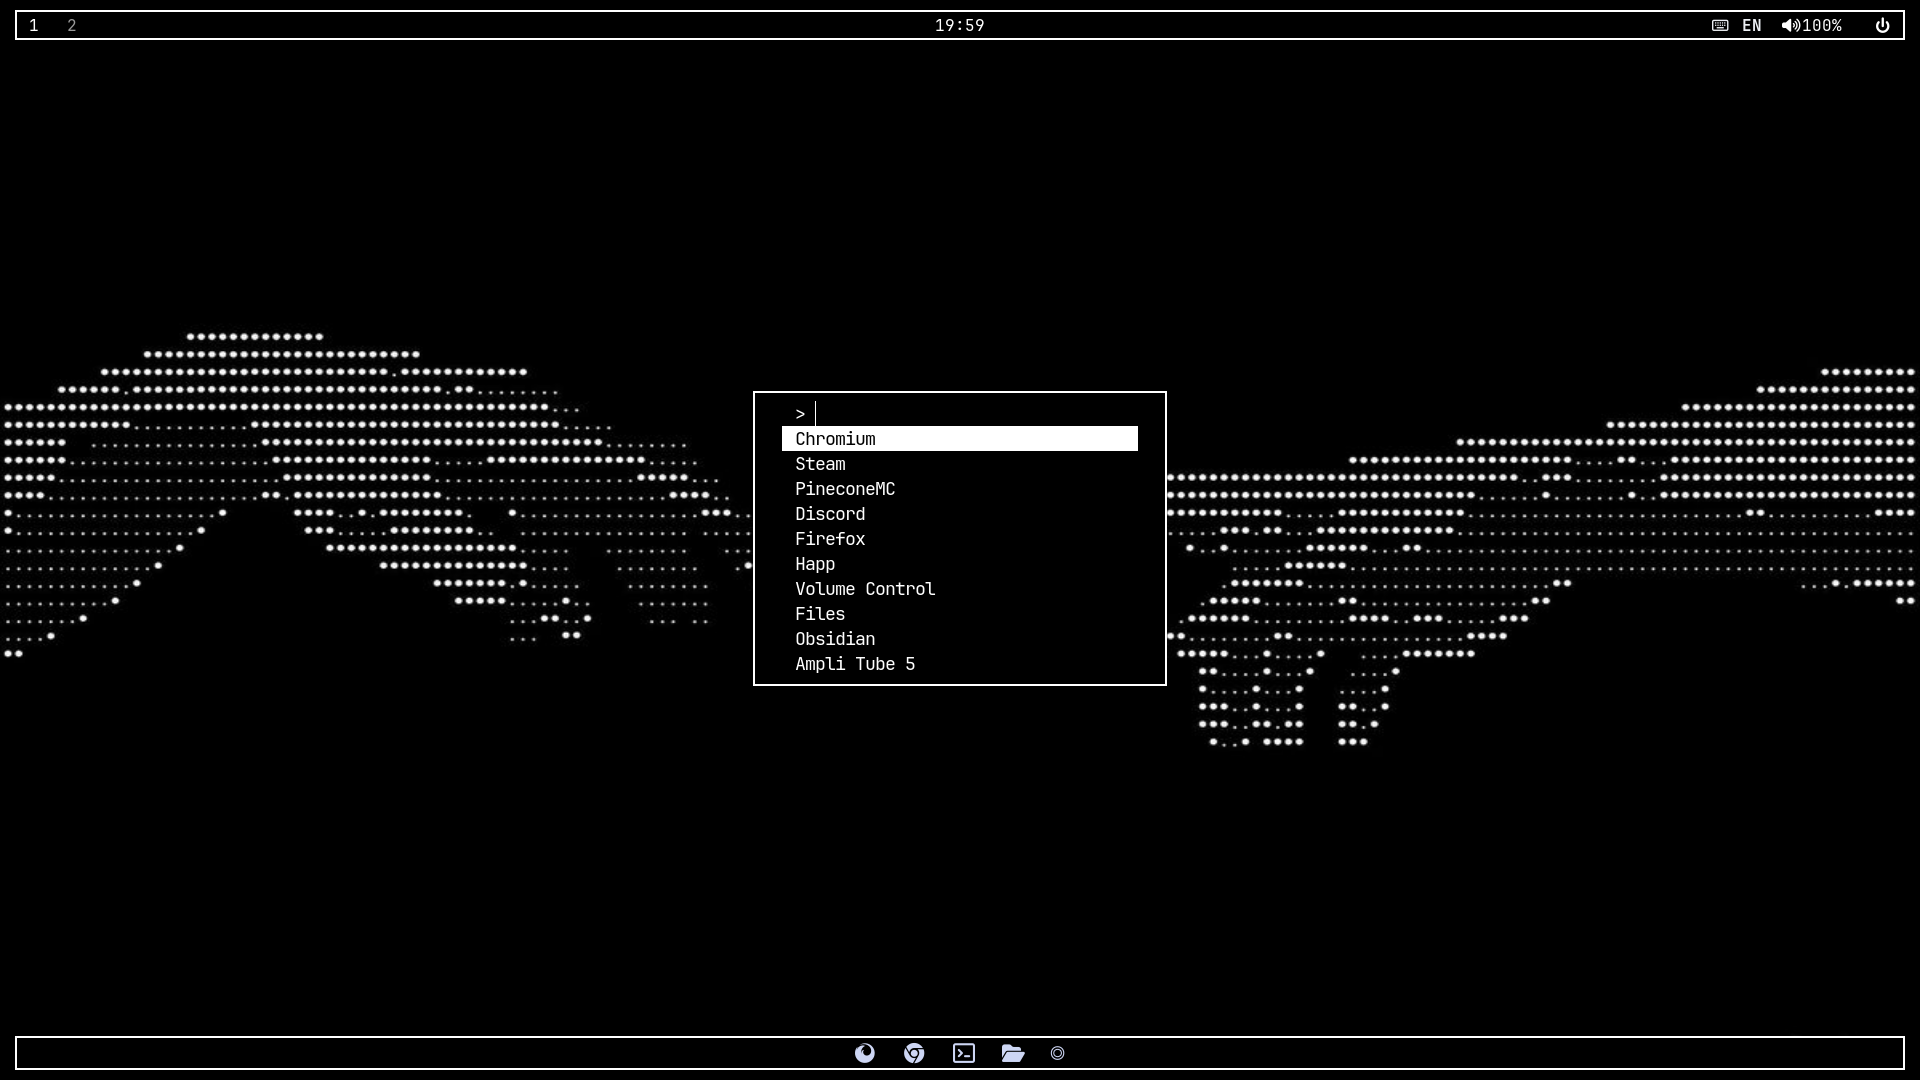 1 2 19:59 EN 100%
>
Chromium
Steam
PineconeMC
Discord
Firefox
Happ
Volume Control
Files
Obsidian
Ampli Tube 5